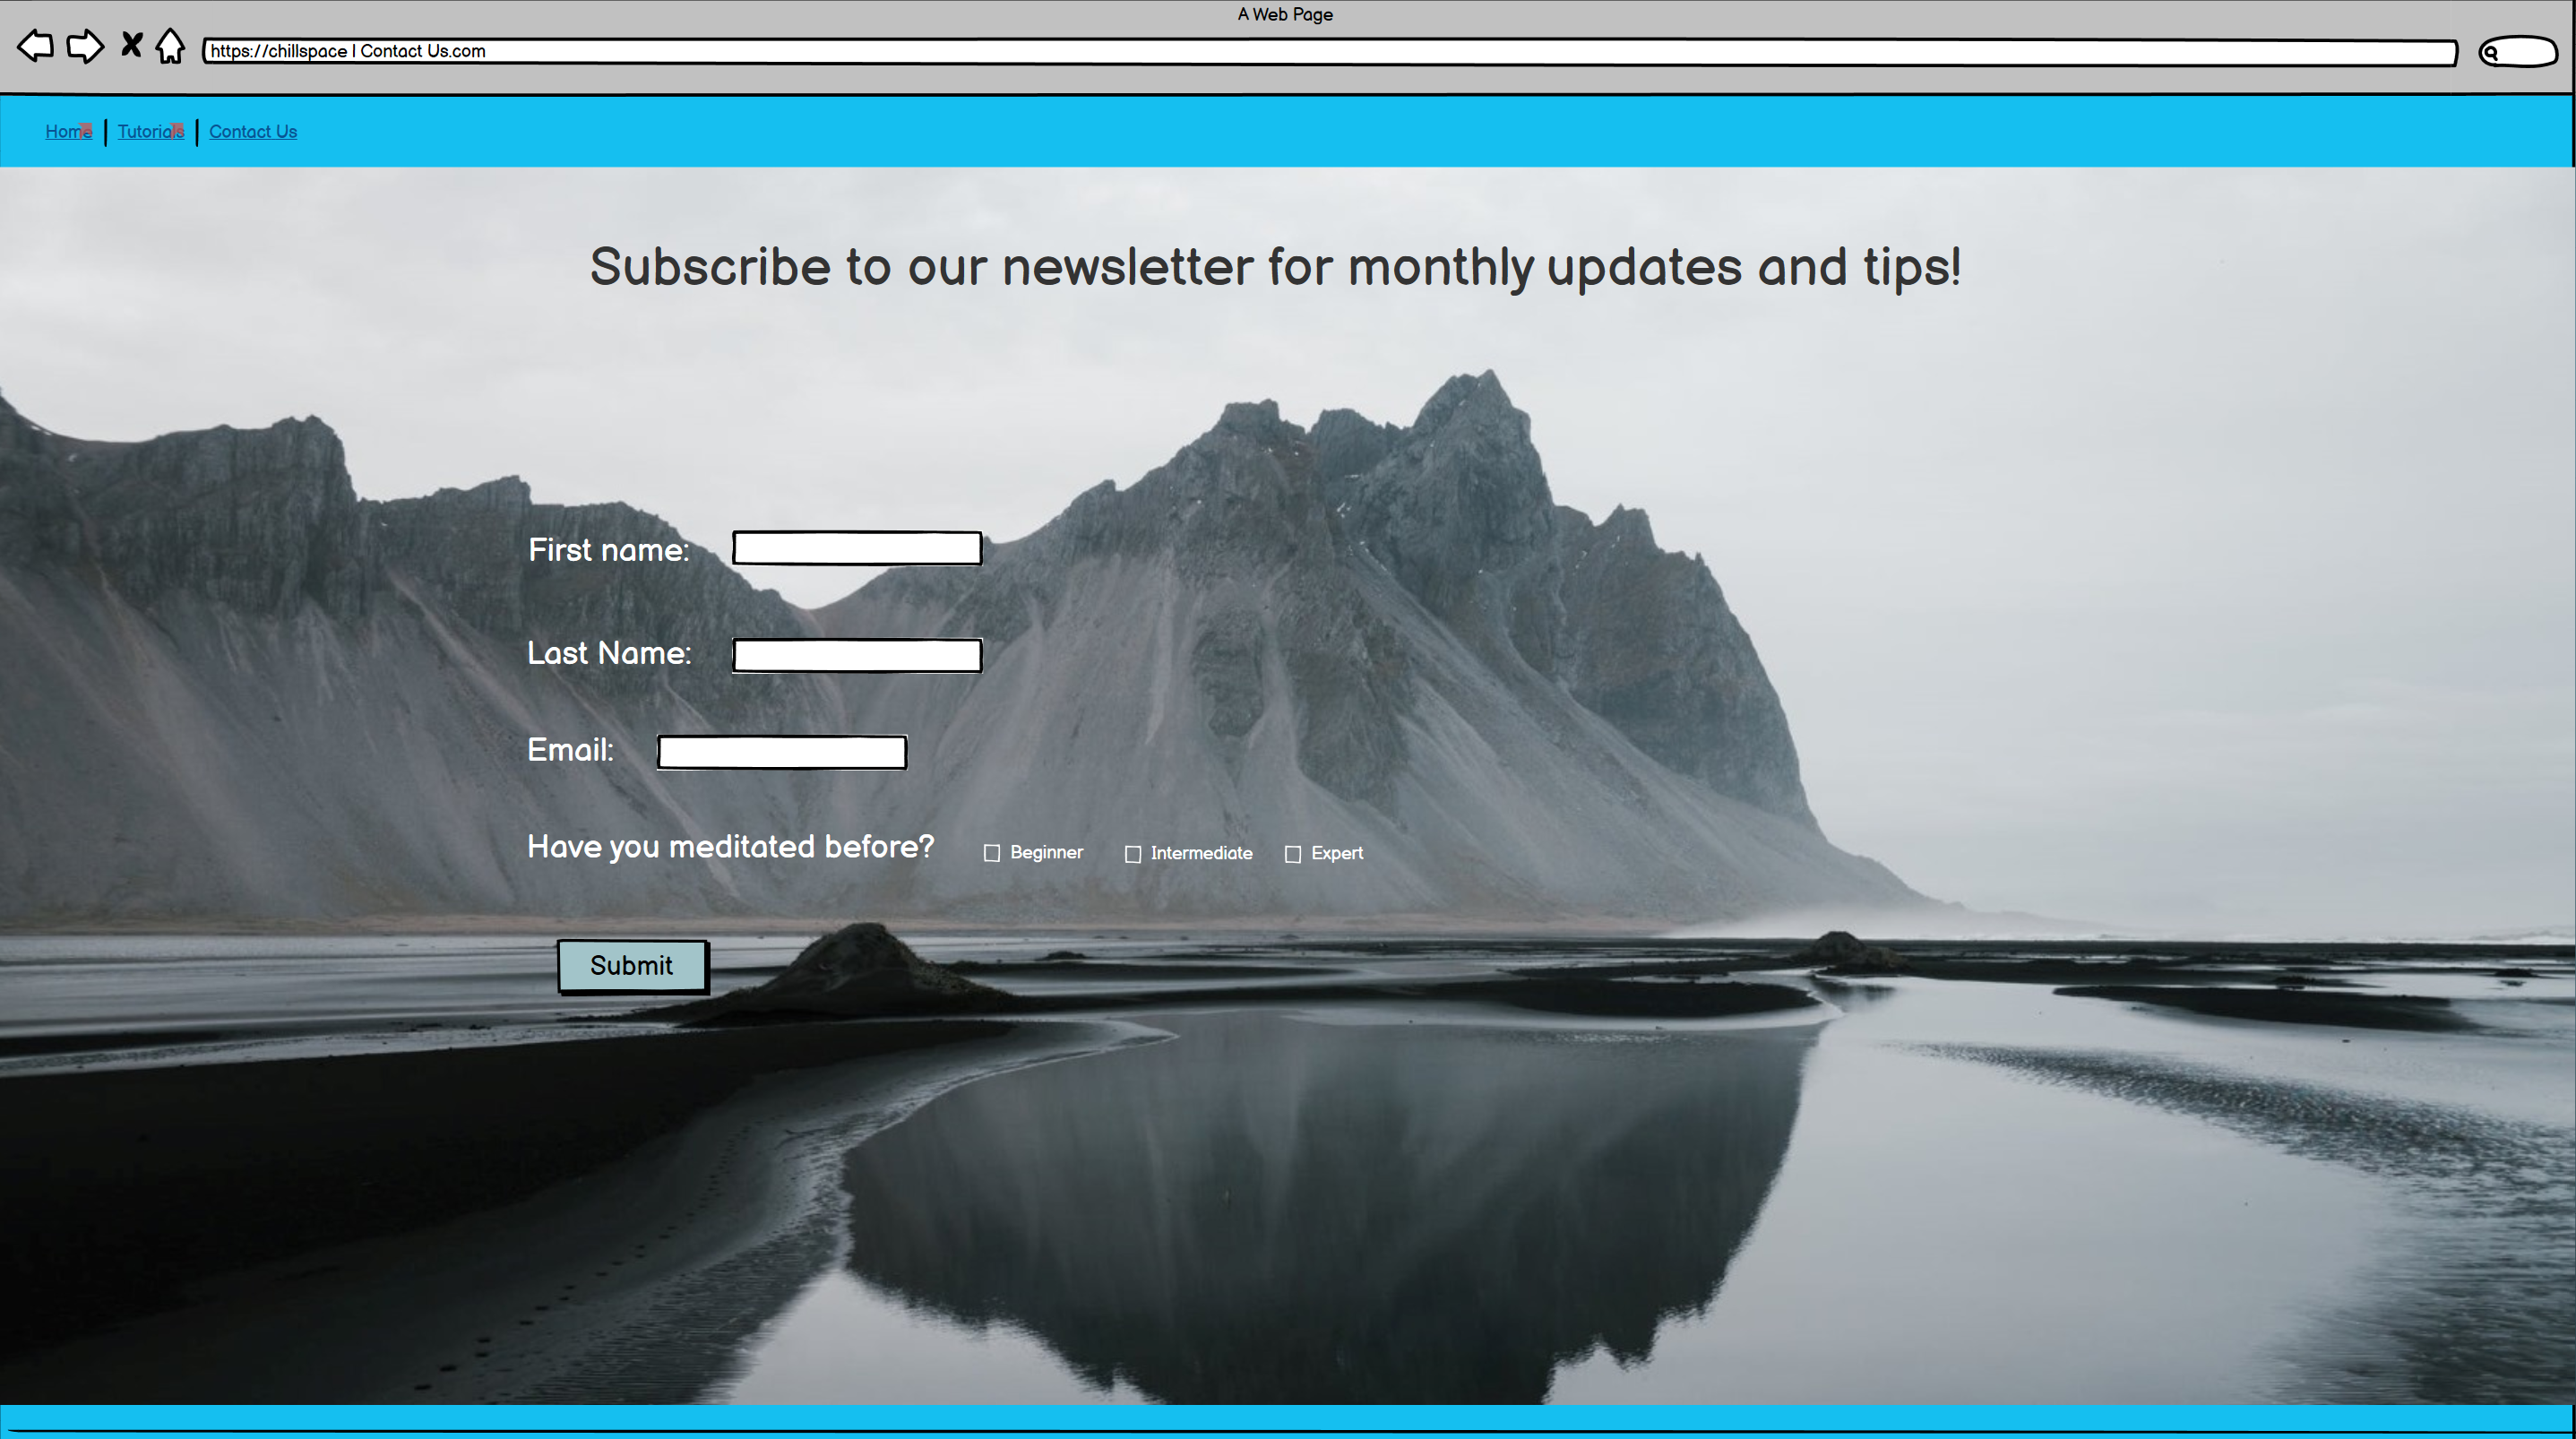 A Web Page
https://chillspace | Contact Us.com
Home Tutorials Contact Us
Subscribe to our newsletter for monthly updates and tips!
First name:
Last Name:
Email:
Have you meditated before? Beginner Intermediate Expert
Submit